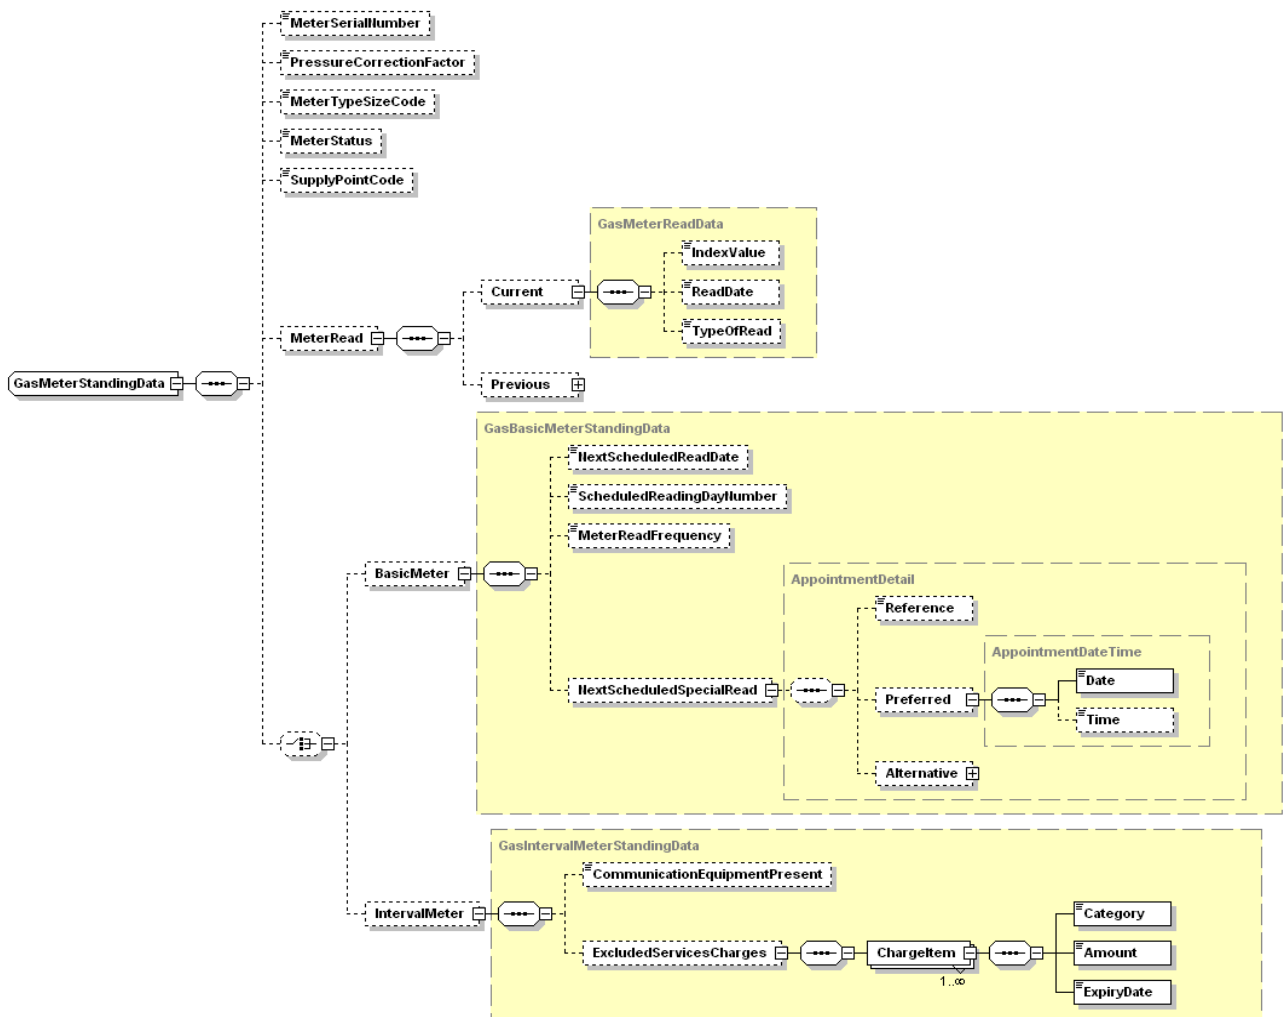 MeterSerialNumber
PressureCorrectionFactor
MeterTypeSizeCode
MeterStatus
SupplyPointCode
GasMeterReadData
IndexValue
Current
ReadDate
TypeOfRead
MeterRead
Previous
GasMeterStandingData
GasBasicMeterStandingData
NextScheduledReadDate
ScheduledReadingDayNumber
MeterReadFrequency
BasicMeter
AppointmentDetail
Reference
AppointmentDateTime
Date
NextScheduledSpecialRead
Preferred
Time
Alternative
GasIntervalMeterStandingData
CommunicationEquipmentPresent
IntervalMeter
Category
ExcludedServicesCharges
ChargeItem
Amount
1..∞
ExpiryDate